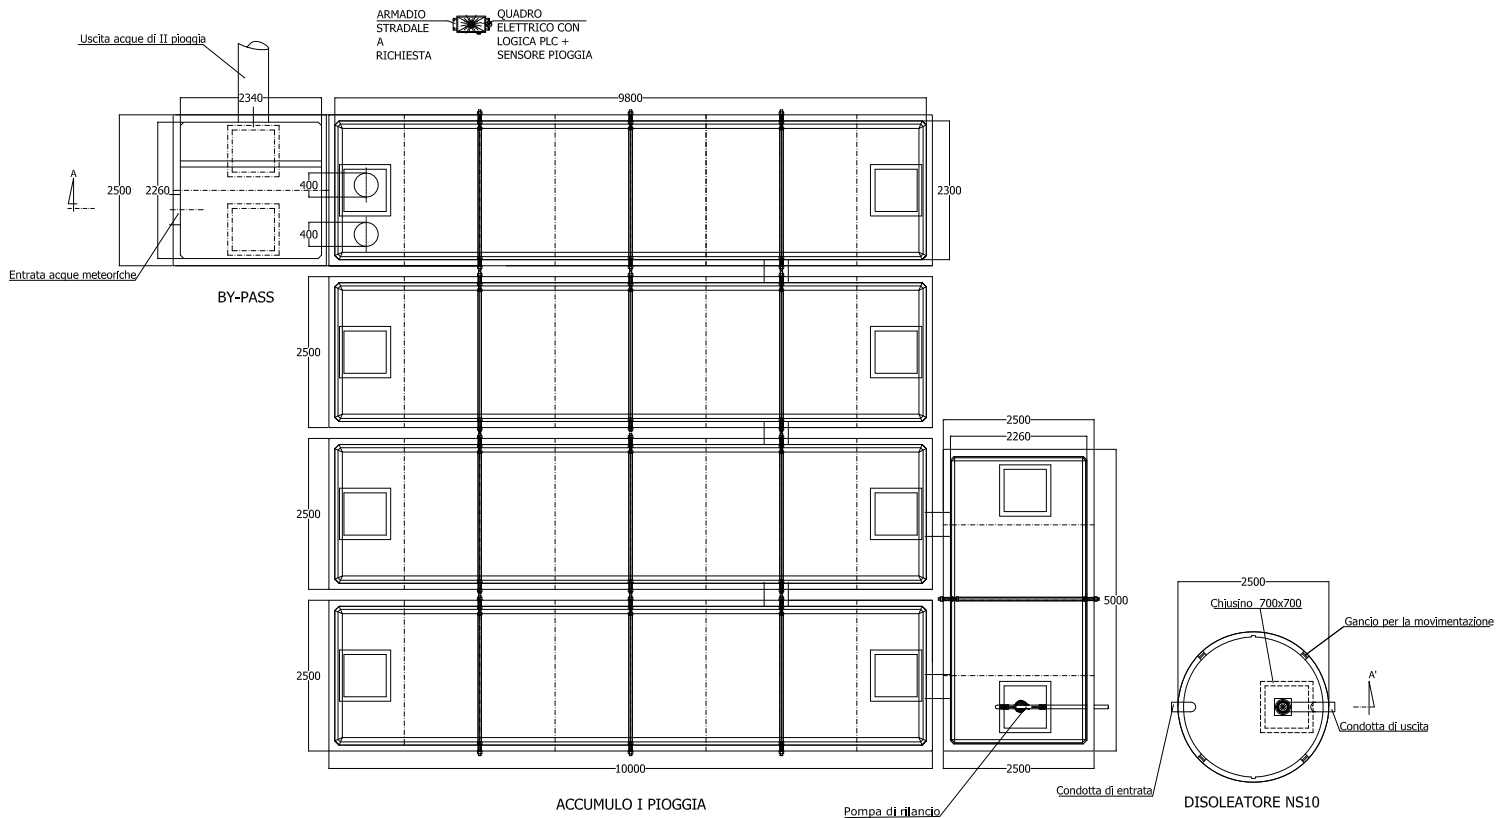 ARMADIO
STRADALE
A
RICHIESTA
QUADRO
ELETTRICO CON
LOGICA PLC +
SENSORE PIOGGIA
Uscita acque di II pioggia
2340
9800
A
2500
2260
400
400
2300
Entrata acque meteoriche
BY-PASS
2500
2500
2260
2500
5000
2500
Chiusino 700x700
Gancio per la movimentazione
2500
A'
Condotta di uscita
10000
2500
Condotta di entrata
ACCUMULO I PIOGGIA
Pompa di rilancio
DISOLEATORE NS10